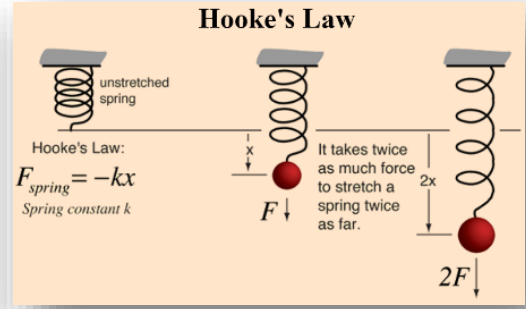 Hooke's Law
unstretched
spring
Hooke's Law:
F spring = -kx
Spring constant k
x
F
It takes twice
as much force
to stretch a
spring twice
as far.
2x
2F